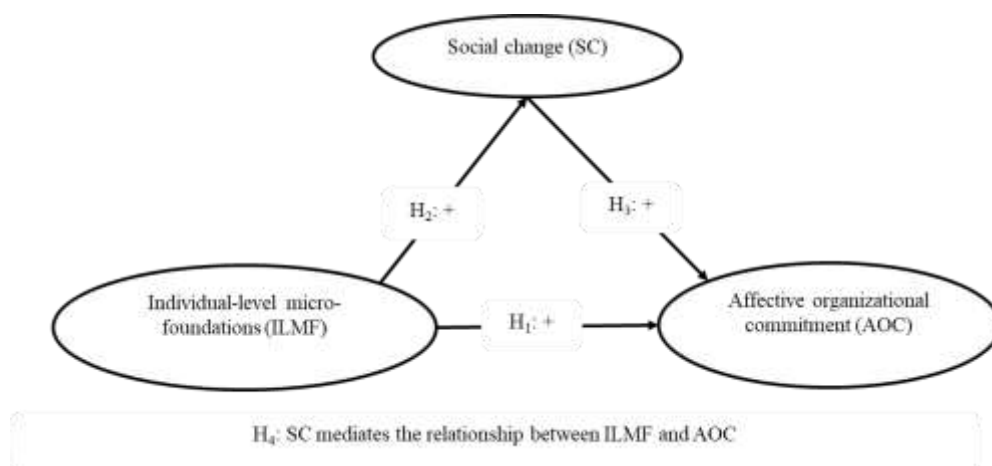 Social change (SC)
H₂: +
H₃: +
Individual-level micro-
foundations (ILMF)
H₁: +
Affective organizational
commitment (AOC)
H₄: SC mediates the relationship between ILMF and AOC